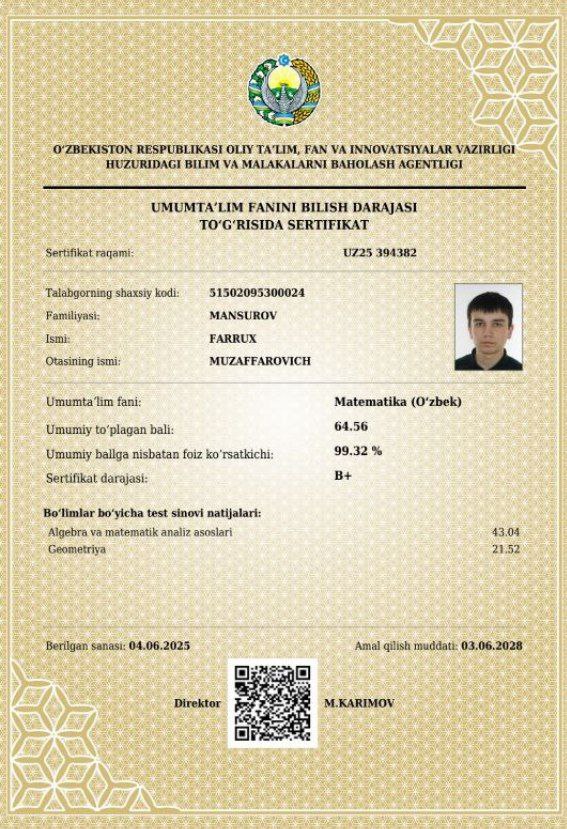 O‘ZBEKISTON RESPUBLIKASI OLIY TA’LIM, FAN VA INNOVATSIYALAR VAZIRLIGI
HUZURIDAGI BILIM VA MALAKALARNI BAHOLASH AGENTLIGI
UMUMTA’LIM FANINI BILISH DARAJASI
TO‘G‘RISIDA SERTIFIKAT
Sertifikat raqami: UZ25 394382
Talabgorning shaxsiy kodi: 51502095300024
Familiyasi: MANSUROV
Ismi: FARRUX
Otasining ismi: MUZAFFAROVICH
Umumta’lim fani: Matematika (O‘zbek)
Umumiy to‘plagan bali: 64.56
Umumiy ballga nisbatan foiz ko‘rsatkichi: 99.32 %
Sertifikat darajasi: B+
Bo‘limlar bo‘yicha test sinovi natijalari:
Algebra va matematik analiz asoslari 43.04
Geometriya 21.52
Berilgan sanasi: 04.06.2025 Amal qilish muddati: 03.06.2028
Direktor M.KARIMOV